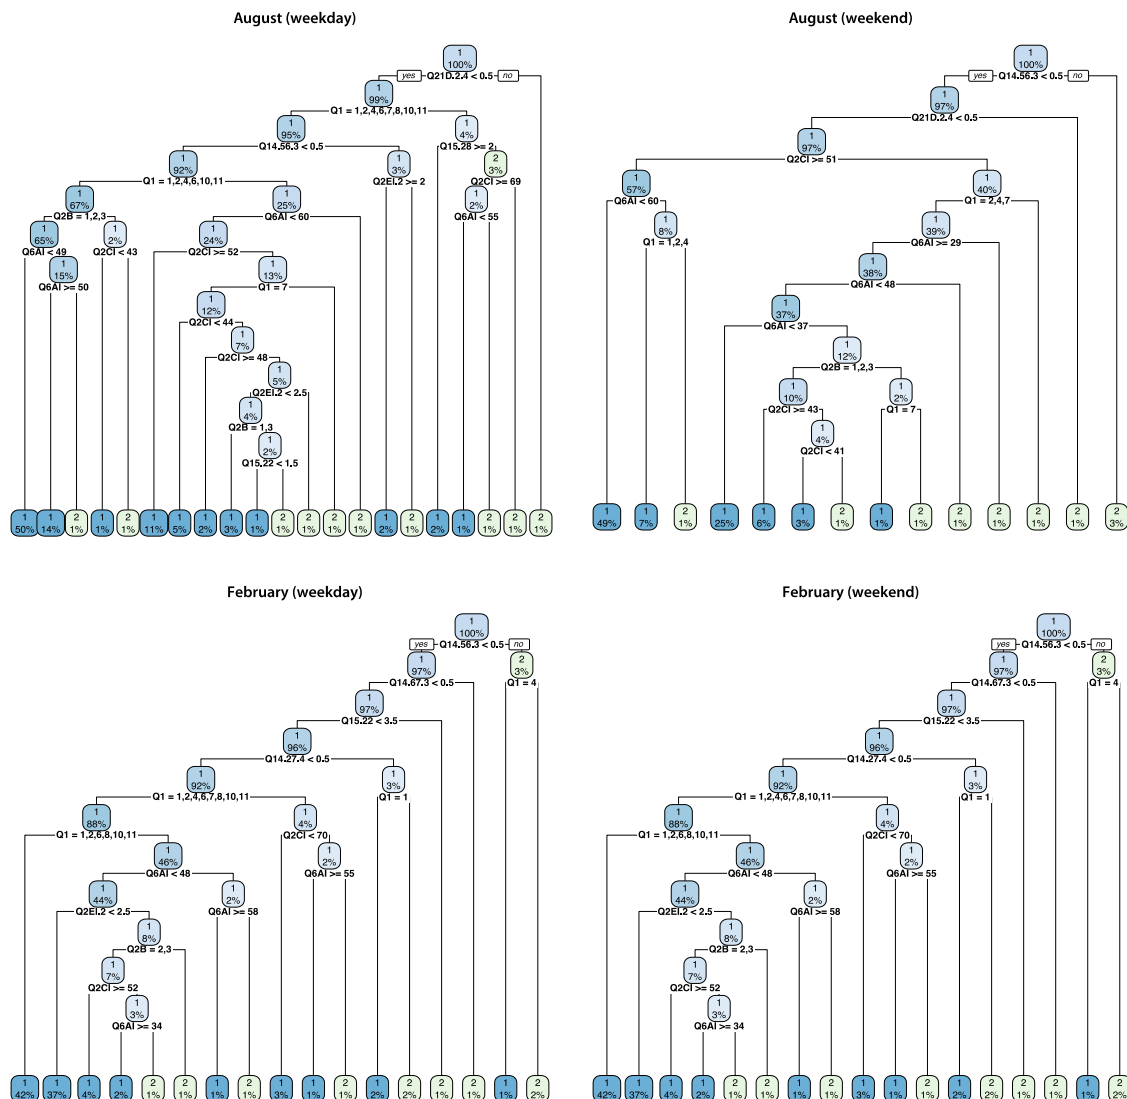 August (weekday)
1
100%
yes Q21D.2.4 < 0.5 no
1
99%
Q1 = 1,2,4,6,7,8,10,11
1
95%
1
4%
Q14.56.3 < 0.5
Q15.28 >= 2
1
92%
1
3%
2
3%
Q1 = 1,2,4,6,10,11
Q2EI.2 >= 2
Q2CI >= 69
1
67%
1
25%
1
2%
Q2B = 1,2,3
Q6AI < 60
Q6AI < 55
1
65%
1
2%
1
24%
Q6AI < 49
Q2CI < 43
Q2CI >= 52
1
15%
1
13%
Q6AI >= 50
Q1 = 7
1
12%
Q2CI < 44
1
7%
Q2CI >= 48
1
5%
Q2EI.2 < 2.5
1
4%
Q2B = 1,3
1
2%
Q15.22 < 1.5
1 1 2 1 2 1 1 1 1 1 2 2 2 2 1 2 1 1 2 2 2
50% 14% 1% 1% 1% 11% 5% 2% 3% 1% 1% 1% 1% 1% 2% 1% 2% 1% 1% 1% 1%
August (weekend)
1
100%
yes Q14.56.3 < 0.5 no
1
97%
Q21D.2.4 < 0.5
1
97%
Q2CI >= 51
1
57%
1
40%
Q6AI < 60
Q1 = 2,4,7
1
8%
1
39%
Q1 = 1,2,4
Q6AI >= 29
1
38%
Q6AI < 48
1
37%
Q6AI < 37
1
12%
Q2B = 1,2,3
1
10%
1
2%
Q2CI >= 43
Q1 = 7
1
4%
Q2CI < 41
1 1 2 1 1 1 2 1 2 2 2 2 2 2
49% 7% 1% 25% 6% 3% 1% 1% 1% 1% 1% 1% 1% 3%
February (weekday)
1
100%
yes Q14.56.3 < 0.5 no
1
97%
2
3%
Q14.67.3 < 0.5
Q1 = 4
1
97%
Q15.22 < 3.5
1
96%
Q14.27.4 < 0.5
1
92%
1
3%
Q1 = 1,2,4,6,7,8,10,11
Q1 = 1
1
88%
1
4%
Q1 = 1,2,6,8,10,11
Q2CI < 70
1
46%
1
2%
Q6AI < 48
Q6AI >= 55
1
44%
1
2%
Q2EI.2 < 2.5
Q6AI >= 58
1
8%
Q2B = 2,3
1
7%
Q2CI >= 52
1
3%
Q6AI >= 34
1 1 1 1 2 2 1 2 1 1 2 1 2 2 2 1 2
42% 37% 4% 2% 1% 1% 1% 1% 3% 1% 1% 2% 2% 1% 1% 1% 2%
February (weekend)
1
100%
yes Q14.56.3 < 0.5 no
1
97%
2
3%
Q14.67.3 < 0.5
Q1 = 4
1
97%
Q15.22 < 3.5
1
96%
Q14.27.4 < 0.5
1
92%
1
3%
Q1 = 1,2,4,6,7,8,10,11
Q1 = 1
1
88%
1
4%
Q1 = 1,2,6,8,10,11
Q2CI < 70
1
46%
1
2%
Q6AI < 48
Q6AI >= 55
1
44%
1
2%
Q2EI.2 < 2.5
Q6AI >= 58
1
8%
Q2B = 2,3
1
7%
Q2CI >= 52
1
3%
Q6AI >= 34
1 1 1 1 2 2 1 2 1 1 2 1 2 2 2 1 2
42% 37% 4% 2% 1% 1% 1% 1% 3% 1% 1% 2% 2% 1% 1% 1% 2%